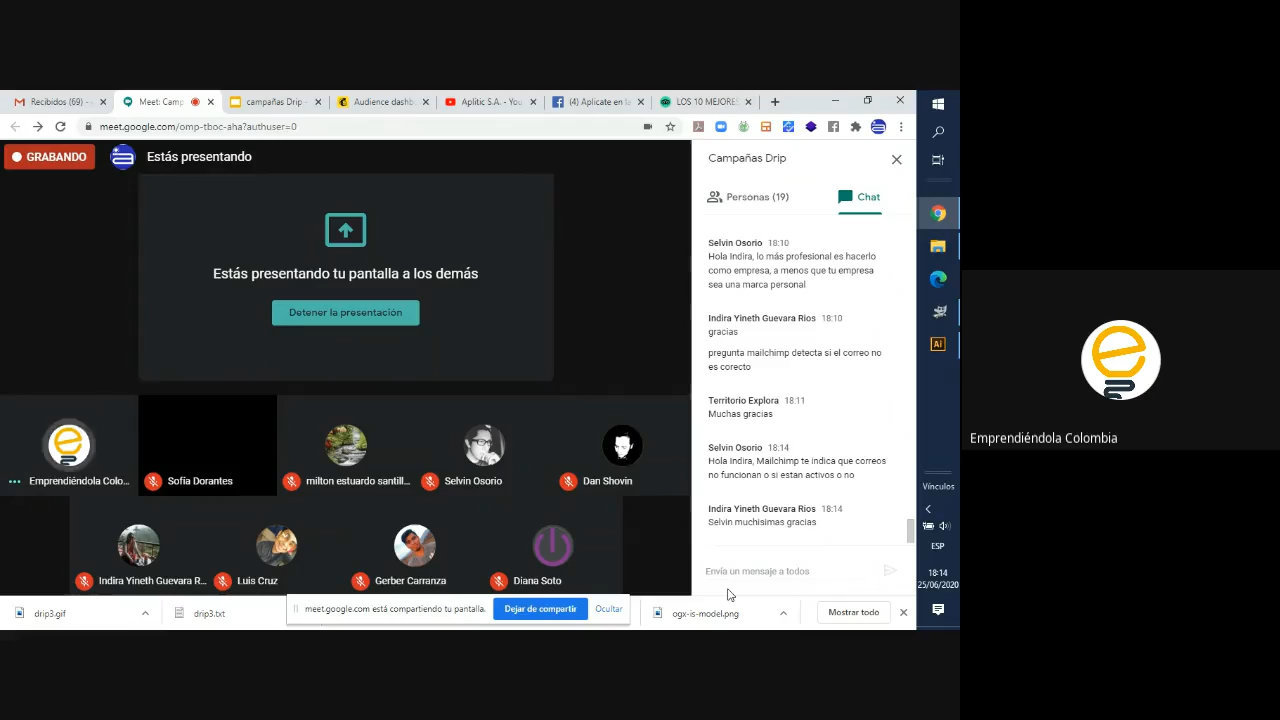 Recibidos (69) -
Meet: Camp
campañas Drip -
Audience dashb
Aplitic S.A. - You
(4) Aplicate en la
LOS 10 MEJORES
meet.google.com/omp-tboc-aha?authuser=0
GRABANDO
Estás presentando
Estás presentando tu pantalla a los demás
Detener la presentación
Emprendiéndola Colo...
Sofía Dorantes
milton estuardo santill...
Selvin Osorio
Dan Shovin
Indira Yineth Guevara R...
Luis Cruz
Gerber Carranza
Diana Soto
Campañas Drip
Personas (19)
Chat
Selvin Osorio 18:10
Hola Indira, lo más profesional es hacerlo
como empresa, a menos que tu empresa
sea una marca personal
Indira Yineth Guevara Rios 18:10
gracias
pregunta mailchimp detecta si el correo no
es corecto
Territorio Explora 18:11
Muchas gracias
Selvin Osorio 18:14
Hola Indira, Mailchimp te indica que correos
no funcionan o si estan activos o no
Indira Yineth Guevara Rios 18:14
Selvin muchisimas gracias
Envía un mensaje a todos
drip3.gif
drip3.txt
meet.google.com está compartiendo tu pantalla.
Dejar de compartir
Ocultar
ogx-is-model.png
Mostrar todo
Ai
Vínculos
ESP
18:14
25/06/2020
Emprendiéndola Colombia